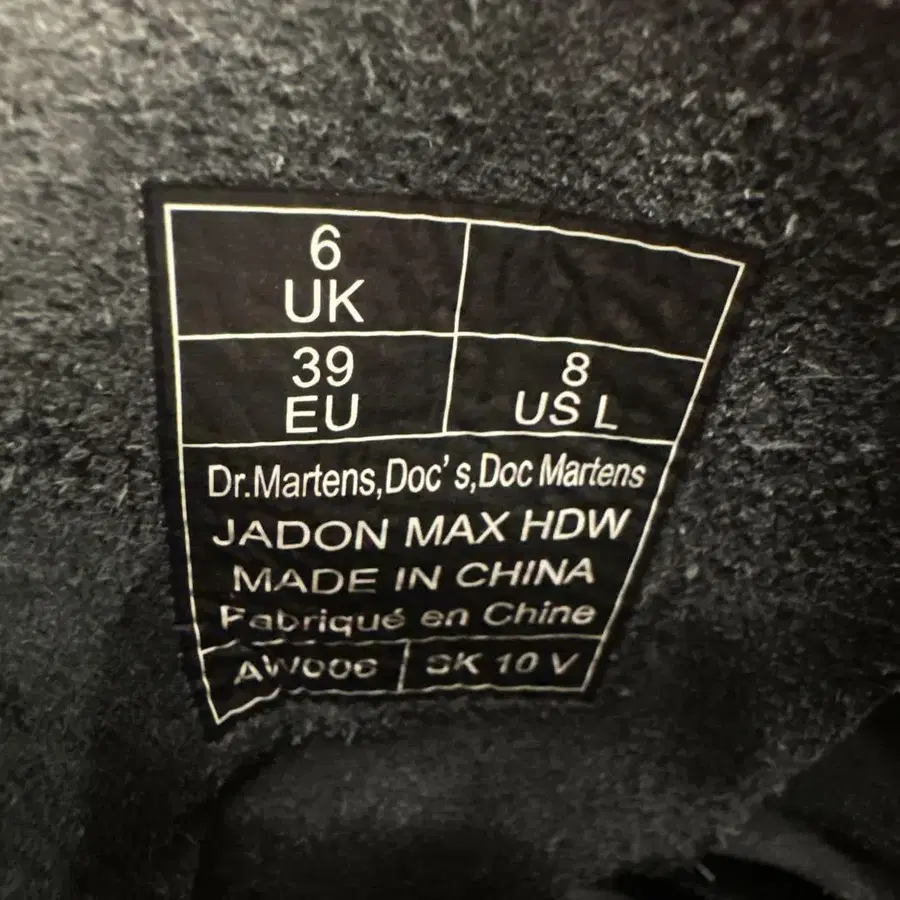 6
UK
39
EU
8
US L
Dr.Martens,Doc's,Doc Martens
JADON MAX HDW
MADE IN CHINA
Fabriqué en Chine
AW006
SK 10 V